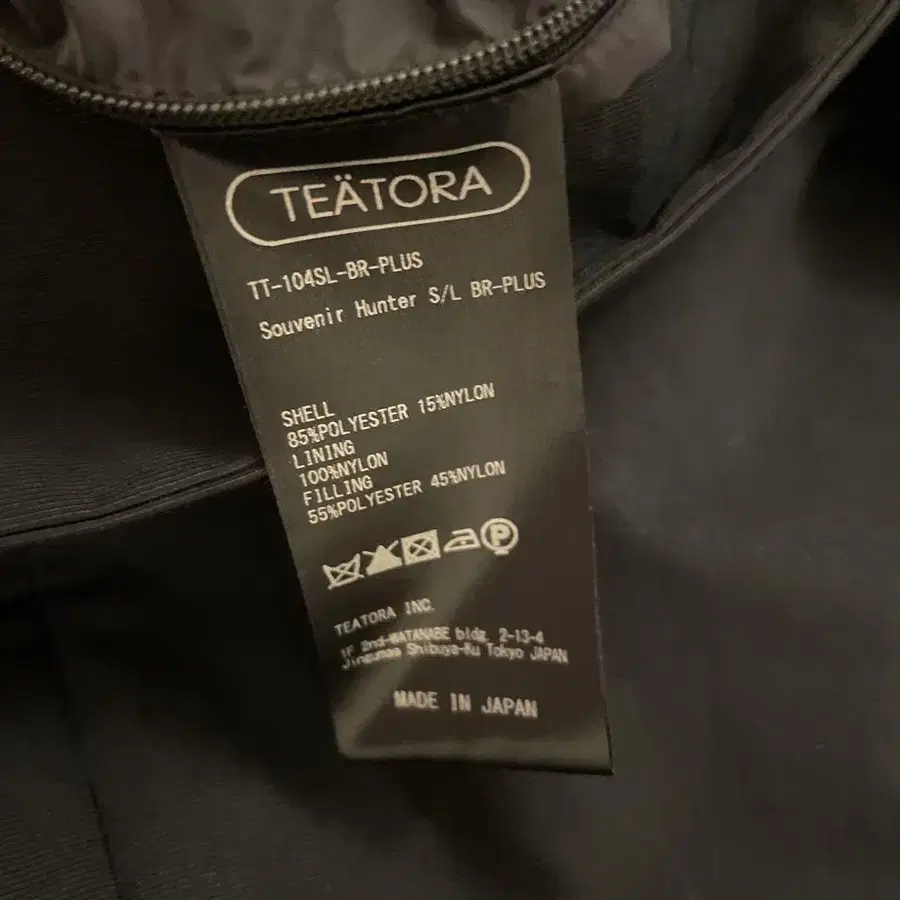 TEÄTORA
TT-104SL-BR-PLUS
Souvenir Hunter S/L BR-PLUS
SHELL
85%POLYESTER 15%NYLON
LINING
100%NYLON
FILLING
55%POLYESTER 45%NYLON
P
TEATORA INC.
1F 2nd-WATANABE bldg. 2-13-4
Jingumae Shibuya-Ku Tokyo JAPAN
MADE IN JAPAN